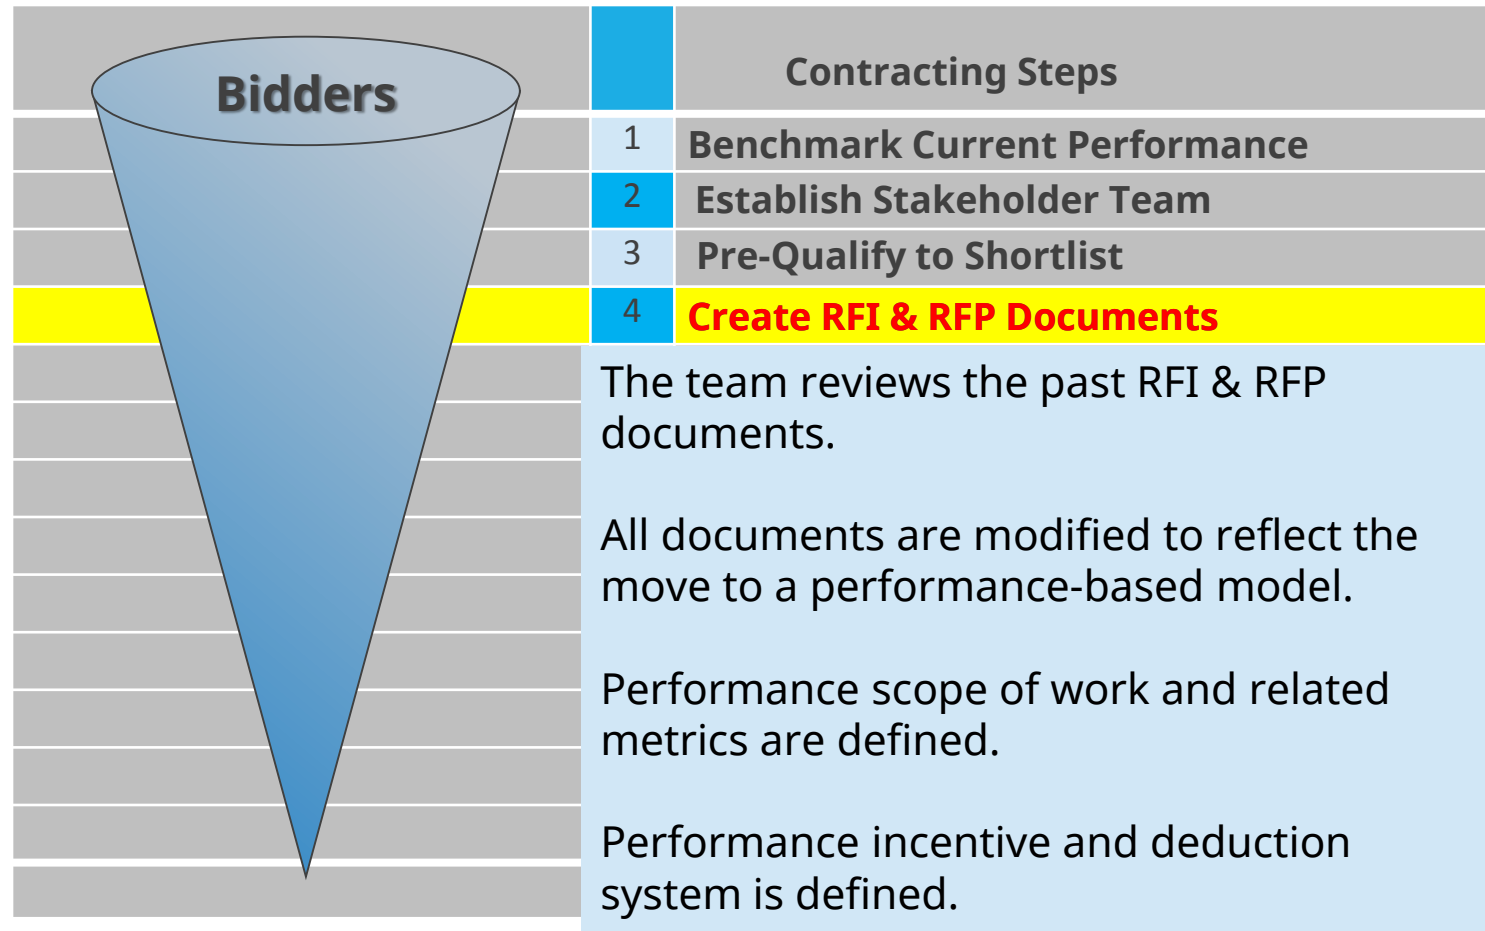 Bidders
Contracting Steps
1 Benchmark Current Performance
2 Establish Stakeholder Team
3 Pre-Qualify to Shortlist
4 Create RFI & RFP Documents
The team reviews the past RFI & RFP
documents.
All documents are modified to reflect the
move to a performance-based model.
Performance scope of work and related
metrics are defined.
Performance incentive and deduction
system is defined.